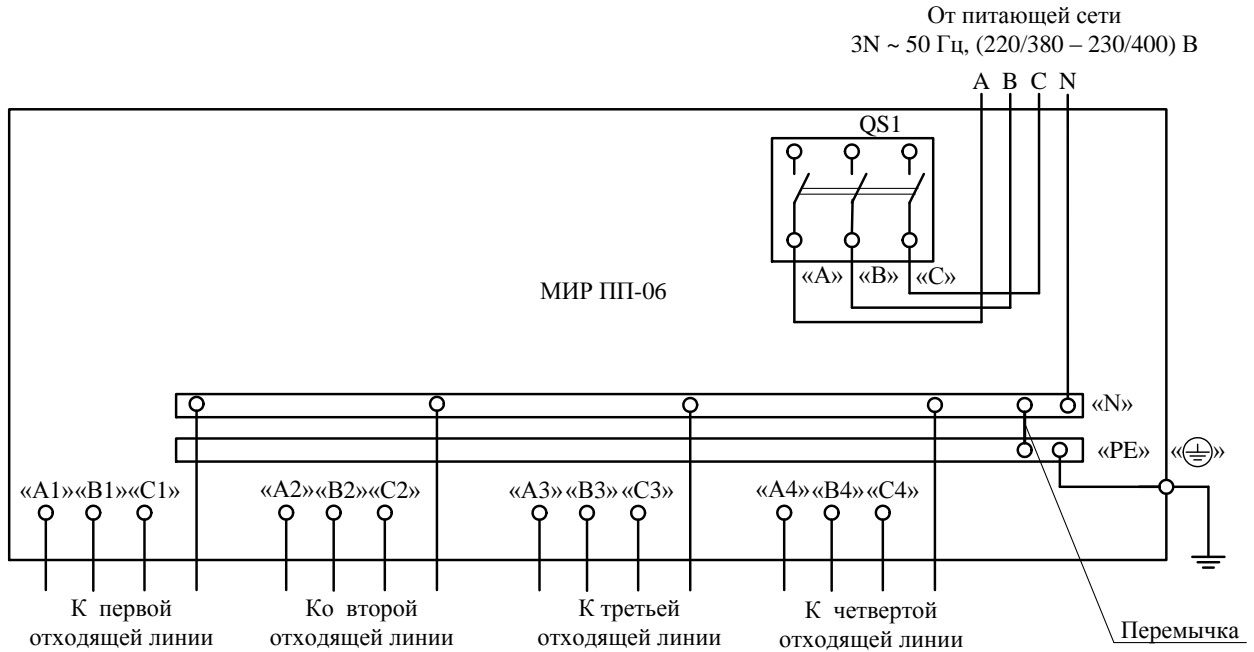 От питающей сети
3N ~ 50 Гц, (220/380 – 230/400) В
A B C N
QS1
«A» «B» «C»
МИР ПП-06
«N»
«PE» «⏚»
«A1»«B1»«C1» «A2»«B2»«C2» «A3»«B3»«C3» «A4»«B4»«C4»
К первой
отходящей линии
Ко второй
отходящей линии
К третьей
отходящей линии
К четвертой
отходящей линии
Перемычка